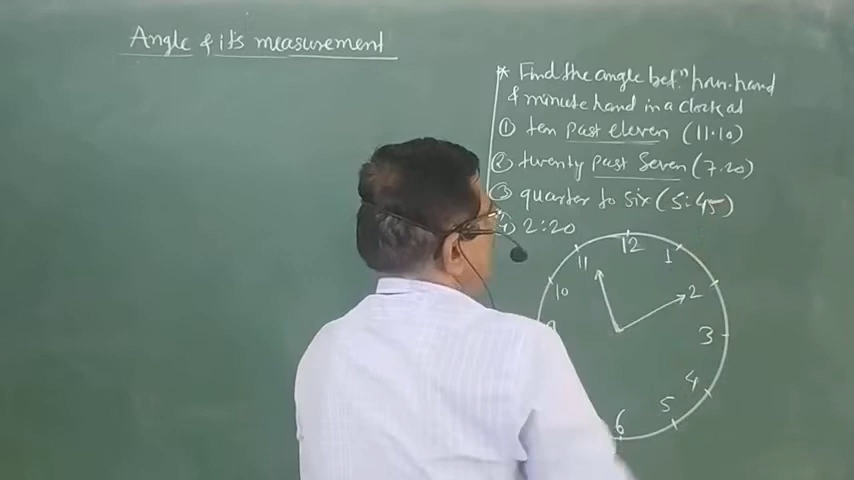 Angle & its measurement
* Find the angle bet.n hour hand
& minute hand in a clock at
① ten past eleven (11.10)
② twenty past Seven (7.20)
③ quarter to six (5:45)
④ 2:20
12
11
1
10
2
3
4
5
6